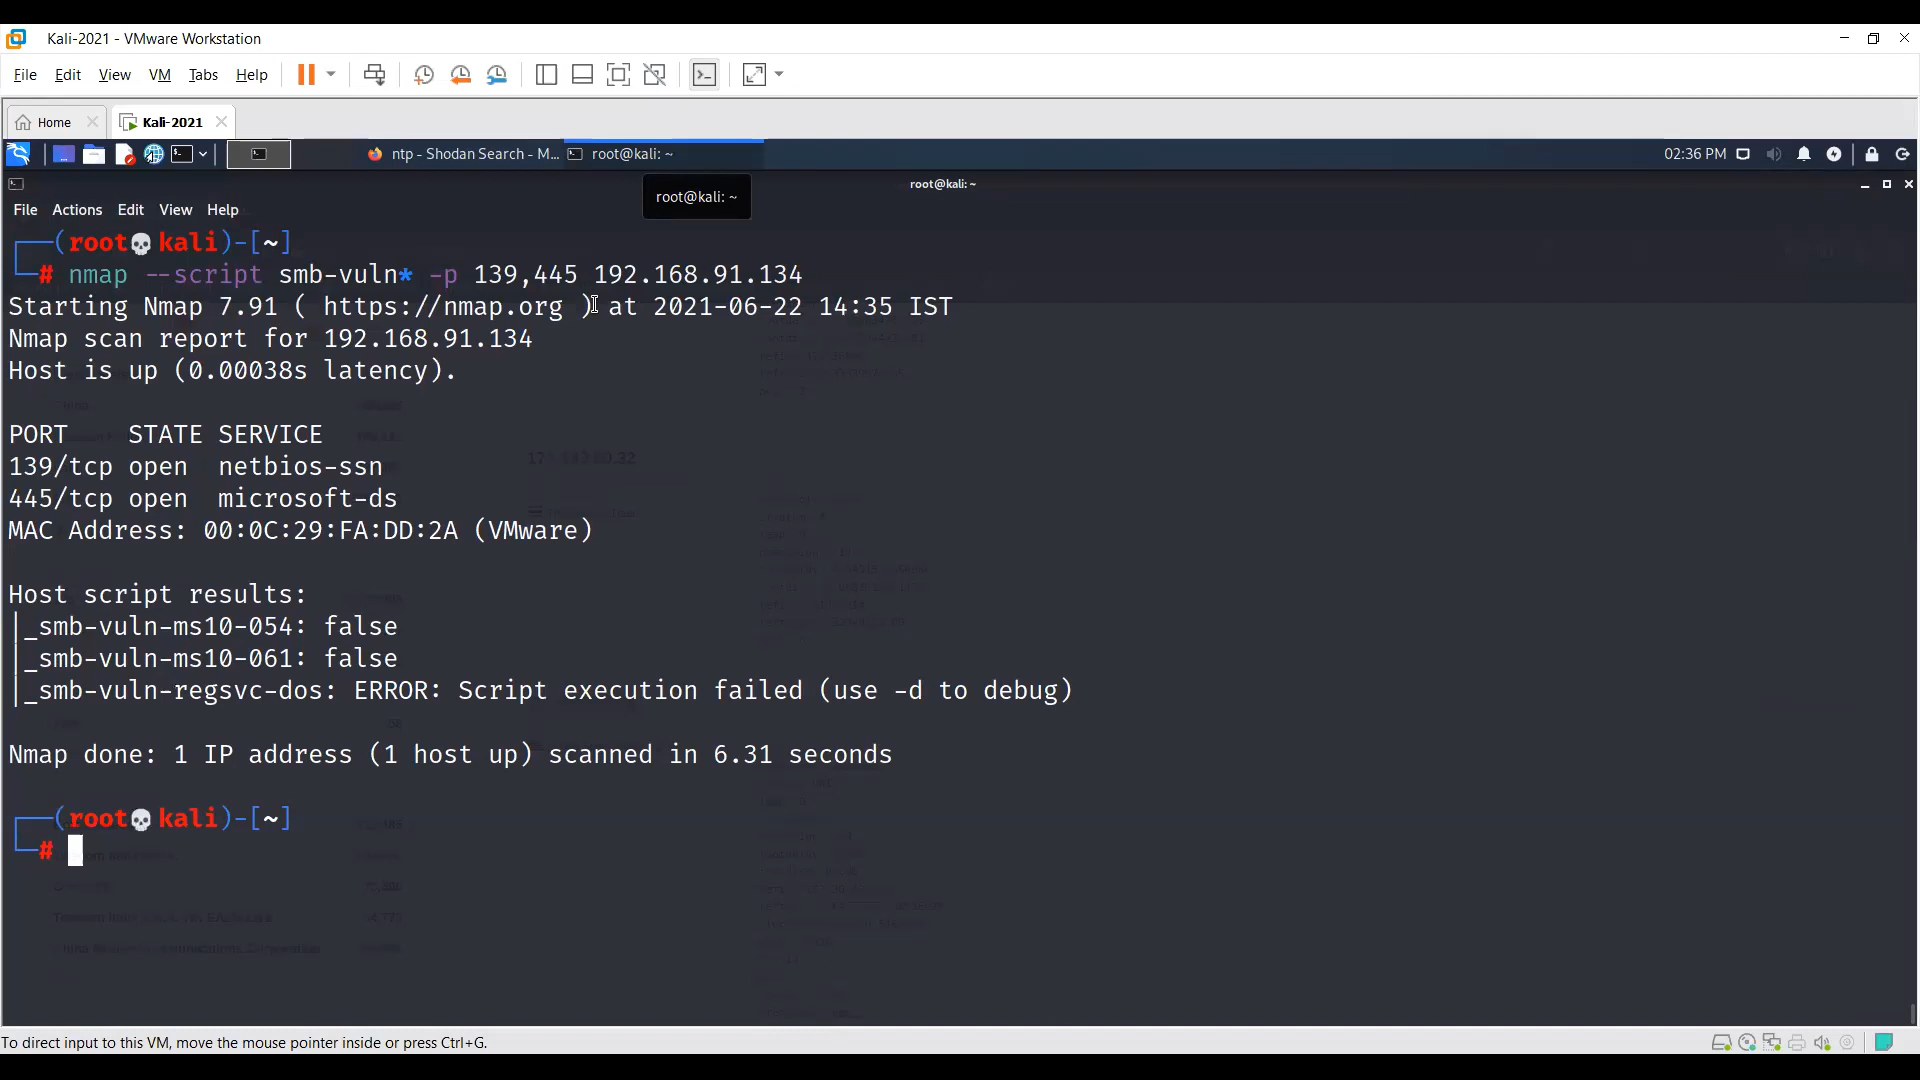 Kali-2021 - VMware Workstation
File Edit View VM Tabs Help
Home Kali-2021
ntp - Shodan Search - M... root@kali: ~ 02:36 PM
root@kali: ~
root@kali: ~
File Actions Edit View Help
┌──(root💀kali)-[~]
└─# nmap --script smb-vuln* -p 139,445 192.168.91.134
Starting Nmap 7.91 ( https://nmap.org ) at 2021-06-22 14:35 IST
Nmap scan report for 192.168.91.134
Host is up (0.00038s latency).
PORT    STATE SERVICE
139/tcp open  netbios-ssn
445/tcp open  microsoft-ds
MAC Address: 00:0C:29:FA:DD:2A (VMware)
Host script results:
|_smb-vuln-ms10-054: false
|_smb-vuln-ms10-061: false
|_smb-vuln-regsvc-dos: ERROR: Script execution failed (use -d to debug)
Nmap done: 1 IP address (1 host up) scanned in 6.31 seconds
┌──(root💀kali)-[~]
└─#
To direct input to this VM, move the mouse pointer inside or press Ctrl+G.